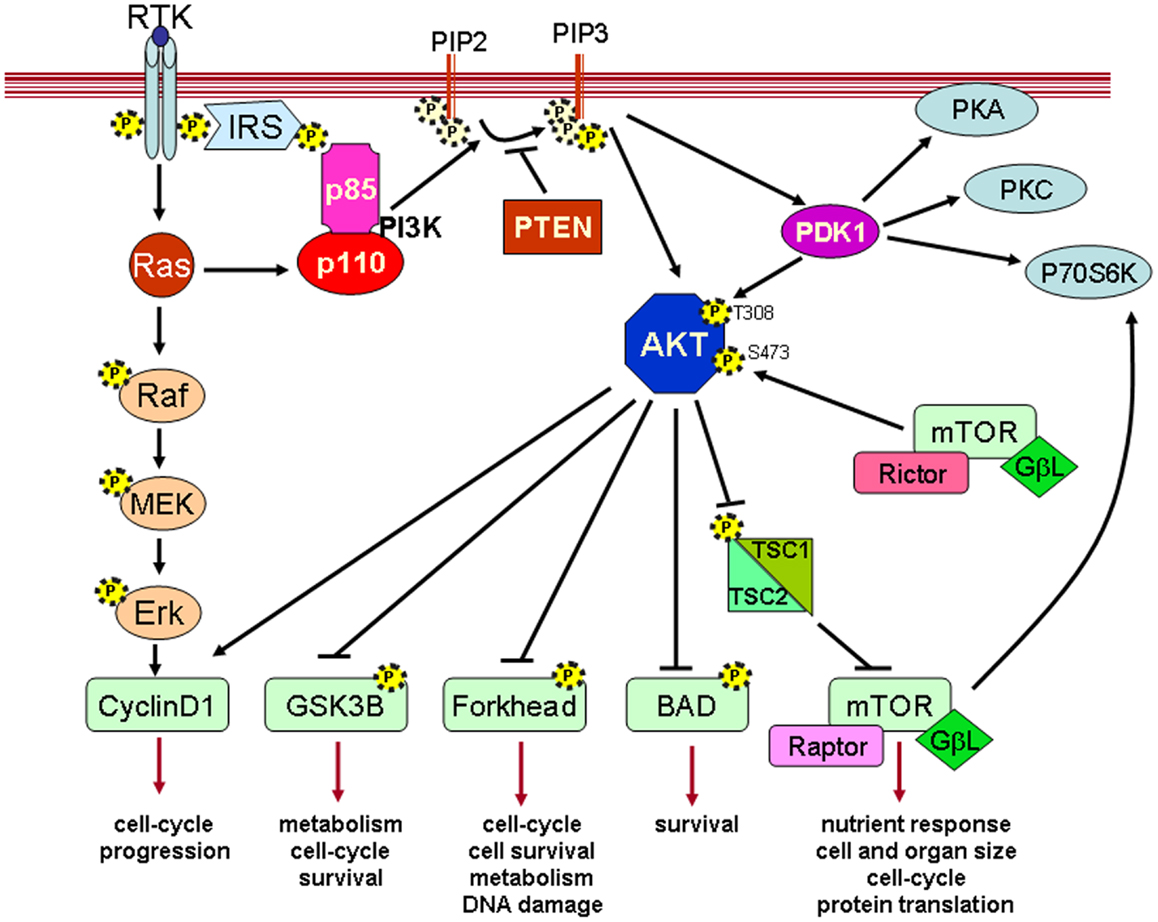 RTK
PIP2
PIP3
P
P
P
P
P
P
P
P
IRS
PKA
p85
PI3K
p110
PTEN
PDK1
PKC
P70S6K
Ras
AKT
P
T308
P
S473
P
Raf
mTOR
Rictor
GβL
P
MEK
P
TSC1
TSC2
P
Erk
CyclinD1
P
GSK3B
P
Forkhead
P
BAD
mTOR
Raptor
GβL
cell-cycle
progression
metabolism
cell-cycle
survival
cell-cycle
cell survival
metabolism
DNA damage
survival
nutrient response
cell and organ size
cell-cycle
protein translation